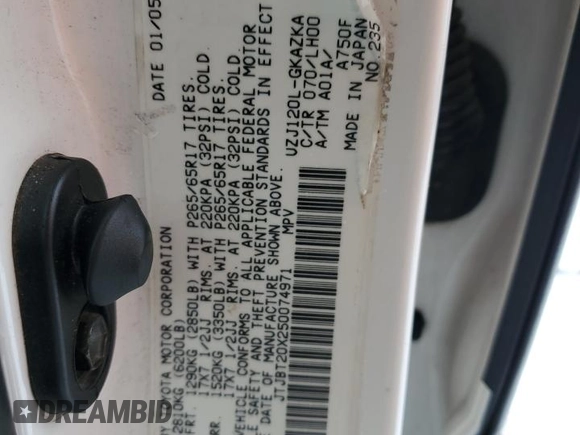 DATE 01/05
OTA MOTOR CORPORATION
2810KG (6200LB)
FRT. 1290KG (2850LB) WITH P265/65R17 TIRES.
17X7 1/2JJ RIMS. AT 220KPA (32PSI) COLD.
RR. 1520KG (3350LB) WITH P265/65R17 TIRES.
17X7 1/2JJ RIMS. AT 220KPA (32PSI) COLD.
VEHICLE CONFORMS TO ALL APPLICABLE FEDERAL MOTOR
SAFETY AND THEFT PREVENTION STANDARDS IN EFFECT
OF MANUFACTURE SHOWN ABOVE.
JTJBT20X250074971 MPV
UZJ120L-GKAZKA
C/TR 070/LH00
A/TM A01A/ A750F
MADE IN JAPAN
NO.235
DREAMBID